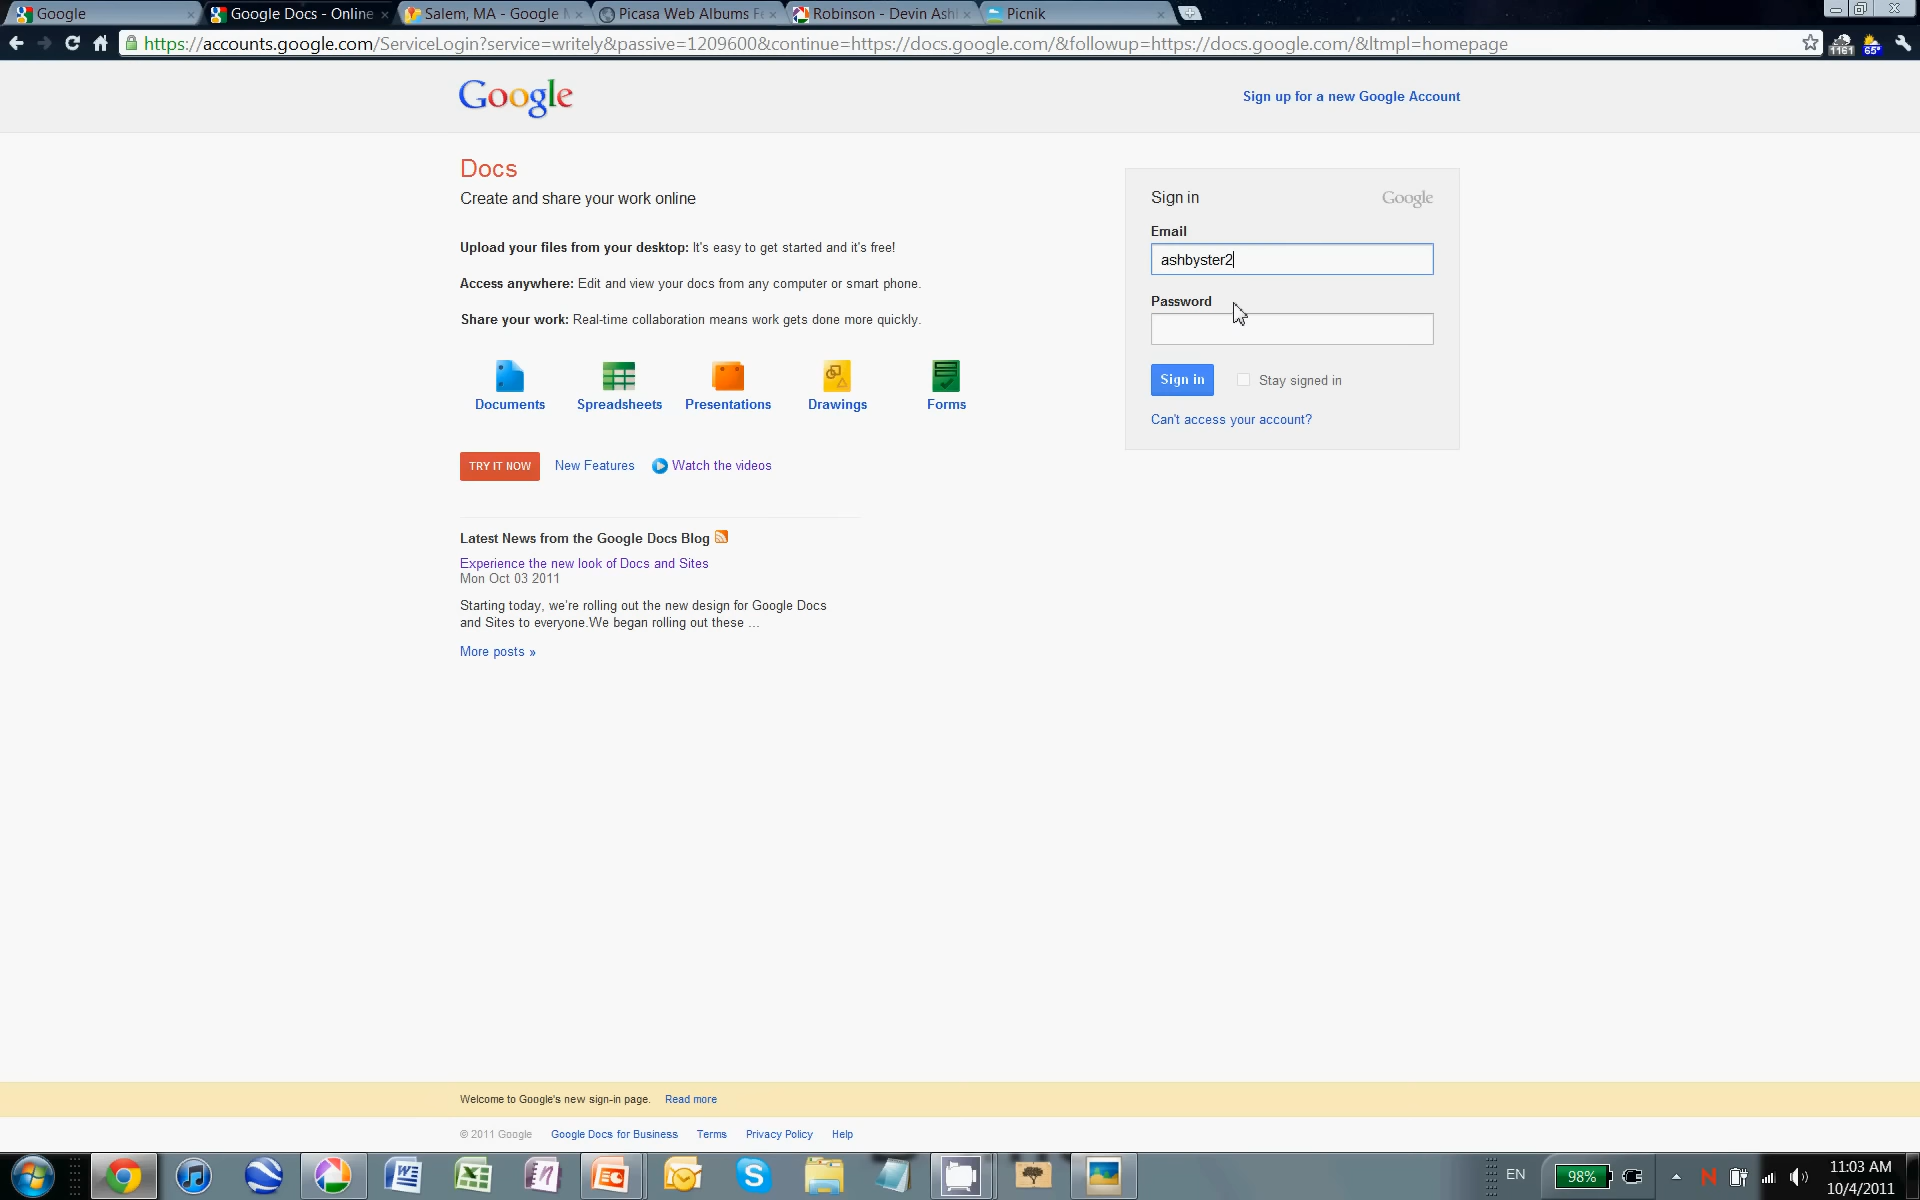 Google
Google Docs - Online
Salem, MA - Google
Picasa Web Albums
Robinson - Devin Ash
Picnik
https://accounts.google.com/ServiceLogin?service=writely&passive=1209600&continue=https://docs.google.com/&followup=https://docs.google.com/&ltmpl=homepage
1161
65°
Google
Sign up for a new Google Account
Docs
Create and share your work online
Upload your files from your desktop: It's easy to get started and it's free!
Access anywhere: Edit and view your docs from any computer or smart phone.
Share your work: Real-time collaboration means work gets done more quickly.
Documents
Spreadsheets
Presentations
Drawings
Forms
TRY IT NOW
New Features
Watch the videos
Latest News from the Google Docs Blog
Experience the new look of Docs and Sites
Mon Oct 03 2011
Starting today, we're rolling out the new design for Google Docs
and Sites to everyone.We began rolling out these ...
More posts »
Sign in
Google
Email
ashbyster2
Password
Sign in
Stay signed in
Can't access your account?
Welcome to Google's new sign-in page.
Read more
© 2011 Google
Google Docs for Business
Terms
Privacy Policy
Help
EN
98%
11:03 AM
10/4/2011